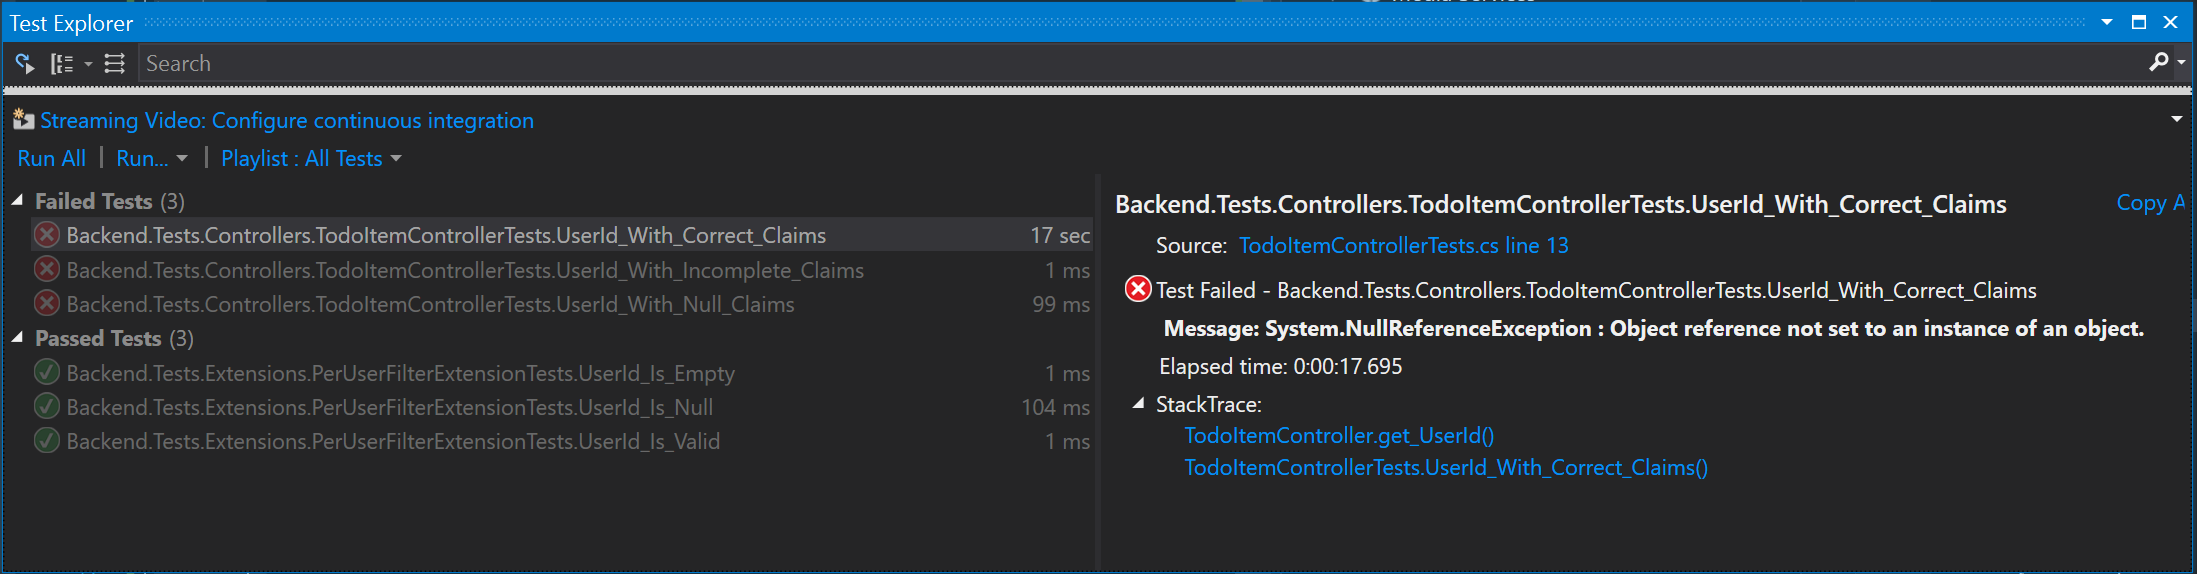 Test Explorer
Search
Streaming Video: Configure continuous integration
Run All | Run... | Playlist : All Tests
Failed Tests (3)
Backend.Tests.Controllers.TodoItemControllerTests.UserId_With_Correct_Claims 17 sec
Backend.Tests.Controllers.TodoItemControllerTests.UserId_With_Incomplete_Claims 1 ms
Backend.Tests.Controllers.TodoItemControllerTests.UserId_With_Null_Claims 99 ms
Passed Tests (3)
Backend.Tests.Extensions.PerUserFilterExtensionTests.UserId_Is_Empty 1 ms
Backend.Tests.Extensions.PerUserFilterExtensionTests.UserId_Is_Null 104 ms
Backend.Tests.Extensions.PerUserFilterExtensionTests.UserId_Is_Valid 1 ms
Backend.Tests.Controllers.TodoItemControllerTests.UserId_With_Correct_Claims Copy A
Source: TodoItemControllerTests.cs line 13
Test Failed - Backend.Tests.Controllers.TodoItemControllerTests.UserId_With_Correct_Claims
Message: System.NullReferenceException : Object reference not set to an instance of an object.
Elapsed time: 0:00:17.695
StackTrace:
TodoItemController.get_UserId()
TodoItemControllerTests.UserId_With_Correct_Claims()